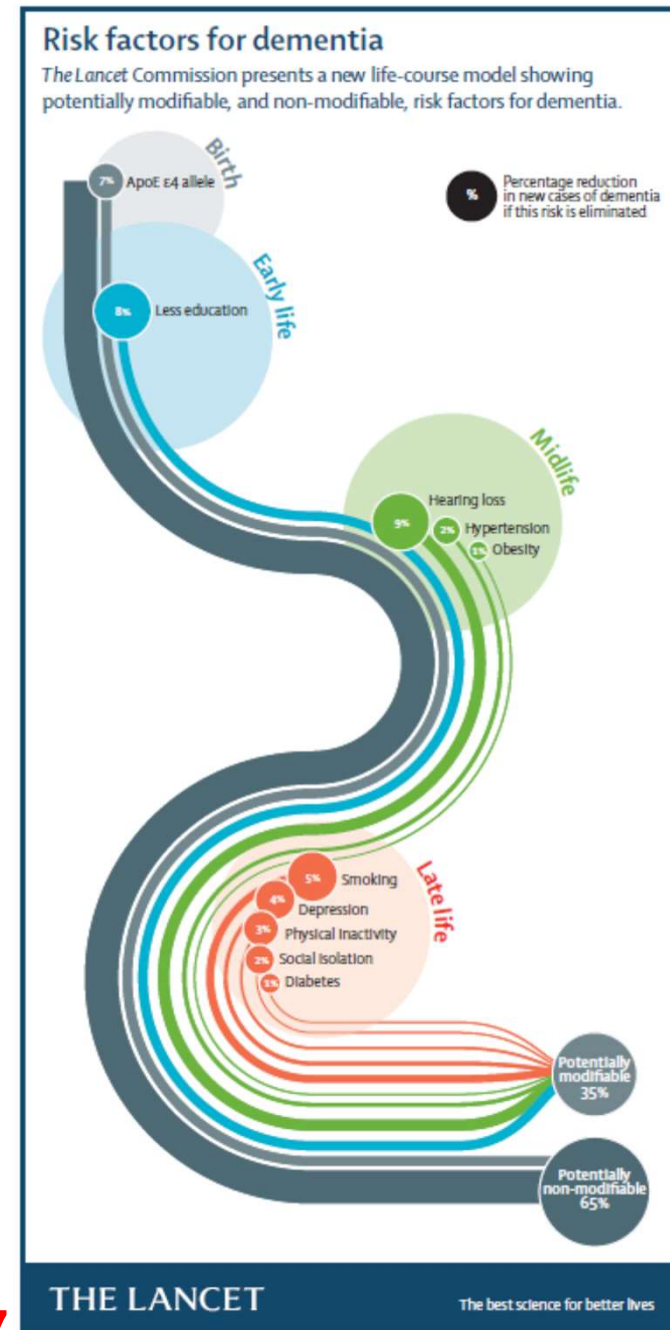 Risk factors for dementia
The Lancet Commission presents a new life-course model showing
potentially modifiable, and non-modifiable, risk factors for dementia.
Birth
7% ApoE ε4 allele
%
Percentage reduction
in new cases of dementia
if this risk is eliminated
Early life
8% Less education
Midlife
Hearing loss
9%
2% Hypertension
1% Obesity
Late life
5% Smoking
4% Depression
3% Physical inactivity
2% Social isolation
1% Diabetes
Potentially
modifiable
35%
Potentially
non-modifiable
65%
THE LANCET
The best science for better lives